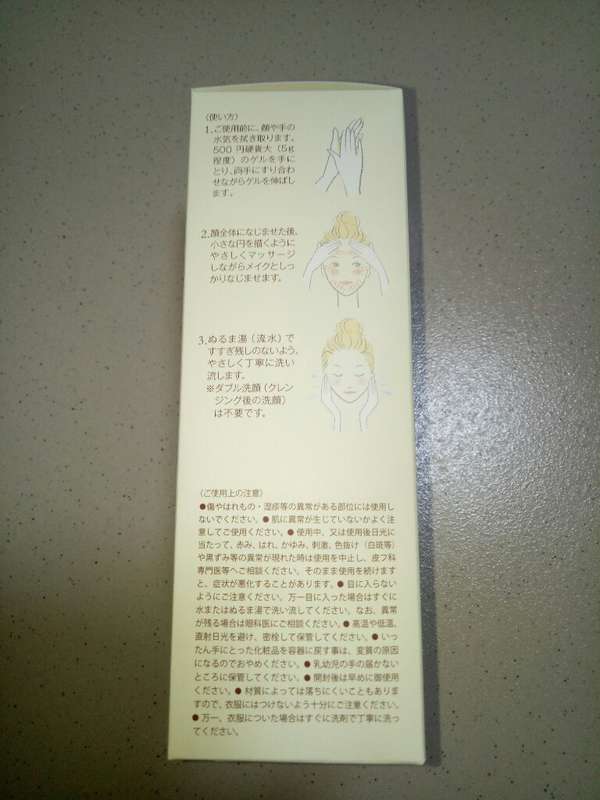 〈使い方〉
1.ご使用前に、顔や手の
水気を拭き取ります。
500円硬貨大(5g
程度)のゲルを手に
とり、両手にすり合わ
せながらゲルを伸ばし
ます。
2.顔全体になじませた後、
小さな円を描くように
やさしくマッサージ
しながらメイクとしっ
かりなじませます。
3.ぬるま湯(流水)で
すすぎ残しのないよう、
やさしく丁寧に洗い
流します。
※ダブル洗顔(クレン
ジング後の洗顔)
は不要です。
〈ご使用上の注意〉
●傷やはれもの・湿疹等の異常がある部位には使用し
ないでください。●肌に異常が生じていないかよく注
意してご使用ください。●使用中、又は使用後日光に
当たって、赤み、はれ、かゆみ、刺激、色抜け(白斑等)
や黒ずみ等の異常が現れた時は使用を中止し、皮フ科
専門医等へご相談ください。そのまま使用を続けます
と、症状が悪化することがあります。●目に入らない
ようにご注意ください。万一目に入った場合はすぐに
水またはぬるま湯で洗い流してください。なお、異常
が残る場合は眼科医にご相談ください。●高温や低温、
直射日光を避け、密栓して保管してください。●いっ
たん手にとった化粧品を容器に戻す事は、変質の原因
になるのでおやめください。●乳幼児の手の届かない
ところに保管してください。●開封後は早めに御使用
ください。●材質によっては落ちにくいこともありま
すので、衣服にはつけないよう十分にご注意ください。
●万一、衣服についた場合はすぐに洗剤で丁寧に洗っ
てください。